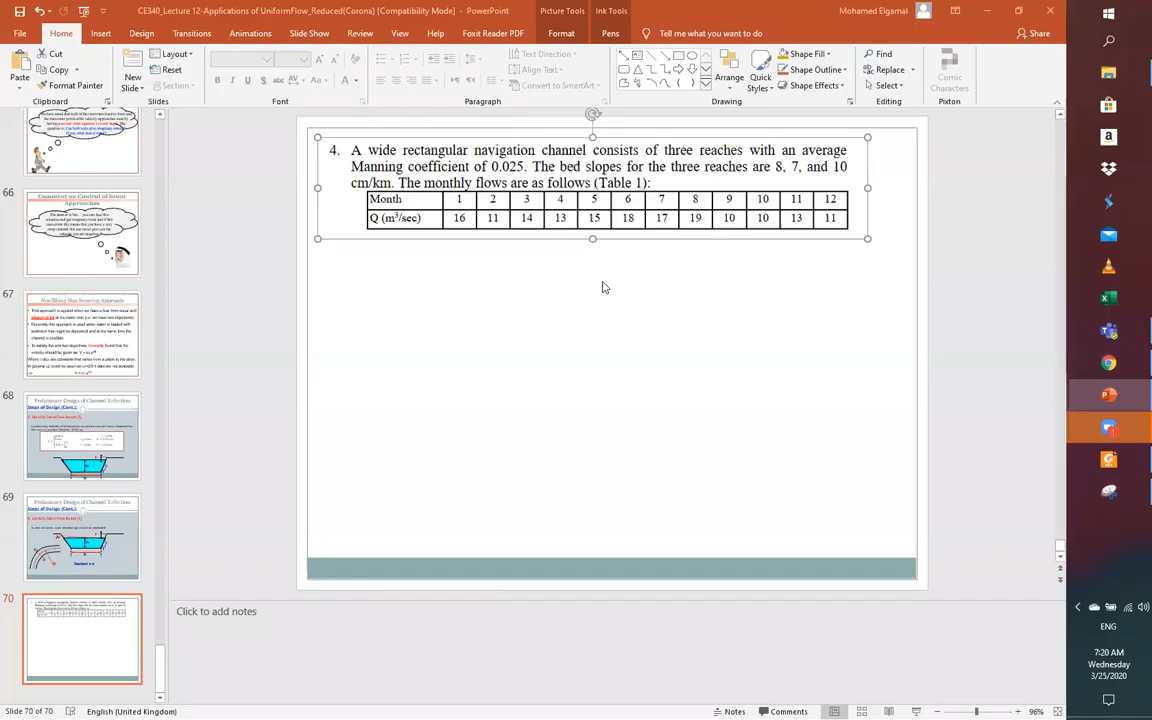 CE340_Lecture 12-Applications of UniformFlow_Reduced(Corona) [Compatibility Mode] - PowerPoint
Picture Tools
Ink Tools
Mohamed Elgamal
File
Home
Insert
Design
Transitions
Animations
Slide Show
Review
View
Help
Foxit Reader PDF
Format
Pens
Tell me what you want to do
Share
Paste
Cut
Copy
Format Painter
Clipboard
New Slide
Layout
Reset
Section
Slides
Font
Paragraph
Text Direction
Align Text
Convert to SmartArt
Arrange
Quick Styles
Shape Fill
Shape Outline
Shape Effects
Drawing
Find
Replace
Select
Editing
Comic Characters
Pixton
66
Comment on Control of Scour Approaches
67
68
Preliminary Design of Channel X-Section
Steps of Design (Cont.)
69
Preliminary Design of Channel X-Section
Steps of Design (Cont.)
70
4. A wide rectangular navigation channel consists of three reaches with an average
Manning coefficient of 0.025. The bed slopes for the three reaches are 8, 7, and 10
cm/km. The monthly flows are as follows (Table 1):
Month 1 2 3 4 5 6 7 8 9 10 11 12
Q (m³/sec) 16 11 14 13 15 18 17 19 10 10 13 11
Click to add notes
Slide 70 of 70
English (United Kingdom)
Notes
Comments
96%
ENG
7:20 AM
Wednesday
3/25/2020